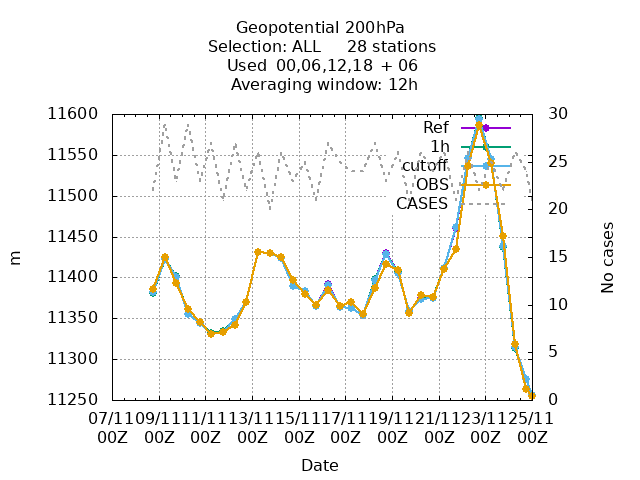 Geopotential 200hPa
Selection: ALL 28 stations
Used 00,06,12,18 + 06
Averaging window: 12h
11600
11550
11500
11450
11400
11350
11300
11250
30
25
20
15
10
5
0
Ref
1h
cutoff
OBS
CASES
m
No cases
07/11 09/11 11/11 13/11 15/11 17/11 19/11 21/11 23/11 25/11
00Z 00Z 00Z 00Z 00Z 00Z 00Z 00Z 00Z 00Z
Date